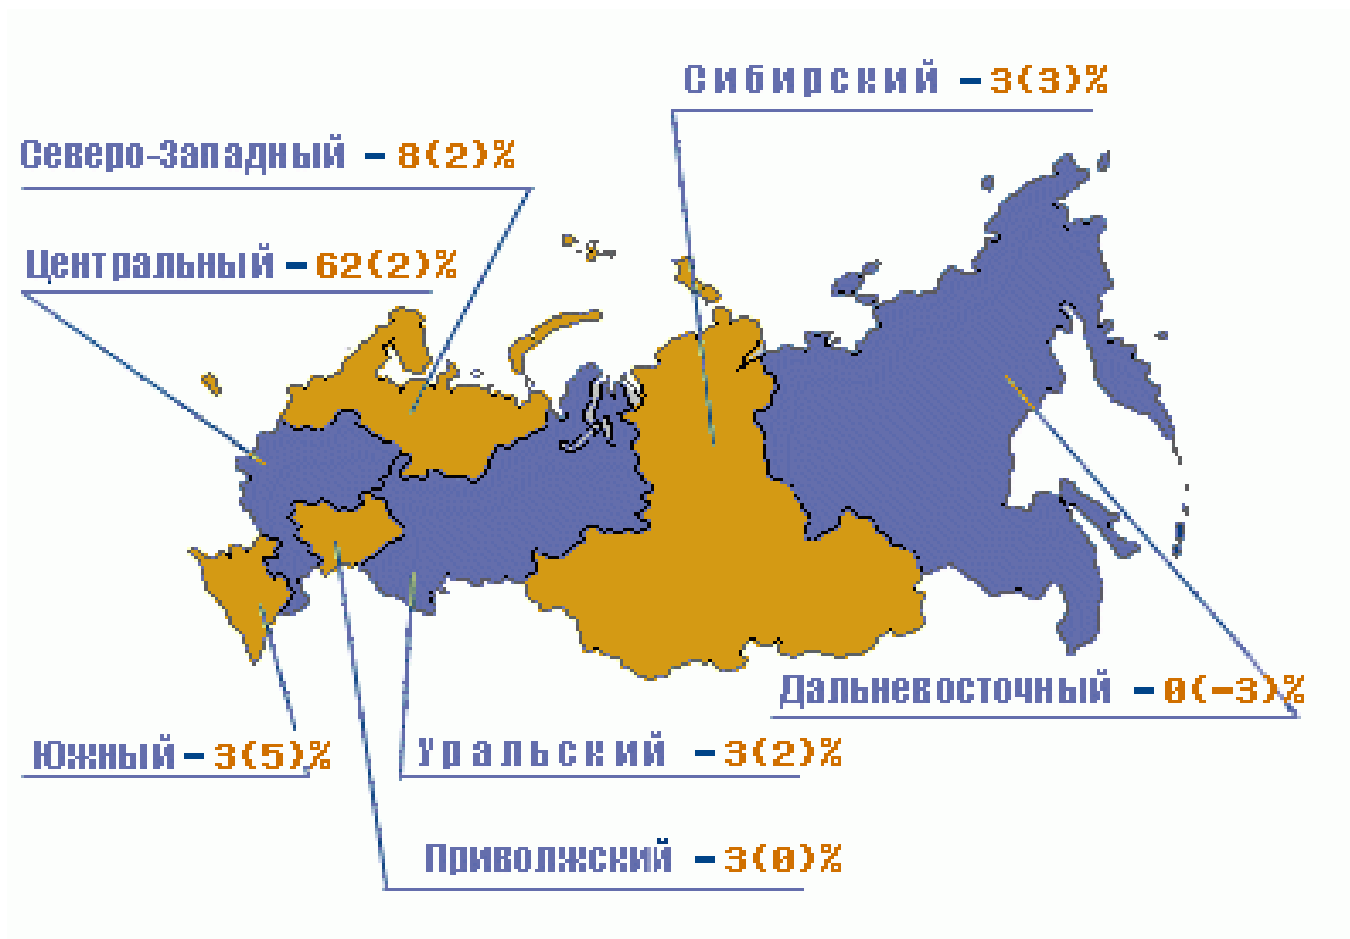 Сибирский – 3(3)%
Северо-Западный – 8(2)%
Центральный – 62(2)%
Дальневосточный – 0(-3)%
Южный – 3(5)%
Уральский – 3(2)%
Приволжский – 3(0)%